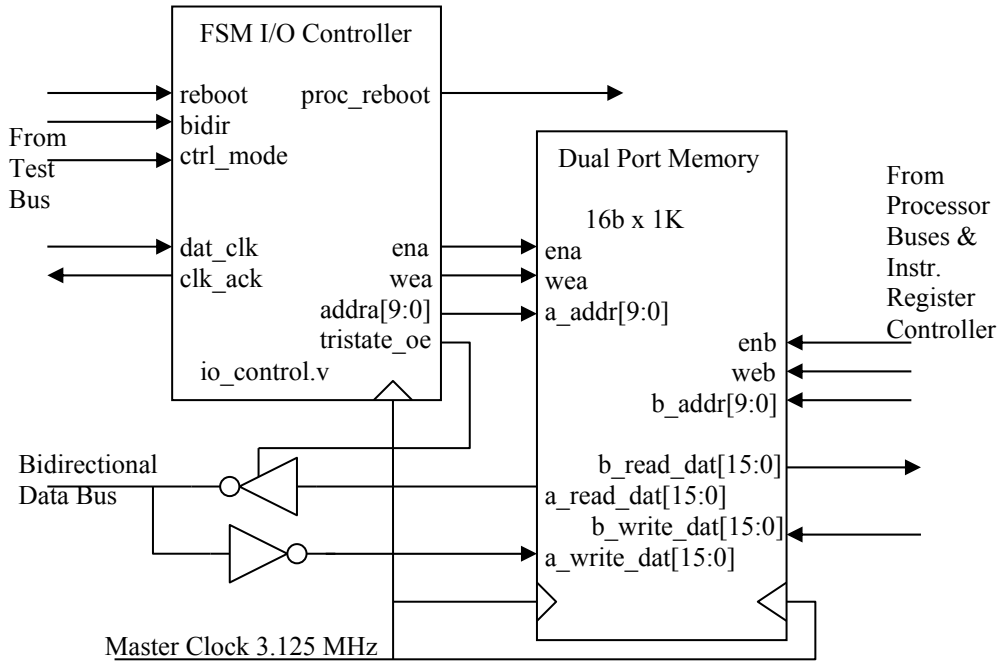 FSM I/O Controller
reboot
proc_reboot
bidir
ctrl_mode
From
Test
Bus
dat_clk
clk_ack
ena
wea
addra[9:0]
tristate_oe
io_control.v
Dual Port Memory
16b x 1K
ena
wea
a_addr[9:0]
enb
web
b_addr[9:0]
b_read_dat[15:0]
a_read_dat[15:0]
b_write_dat[15:0]
a_write_dat[15:0]
From
Processor
Buses &
Instr.
Register
Controller
Bidirectional
Data Bus
Master Clock 3.125 MHz